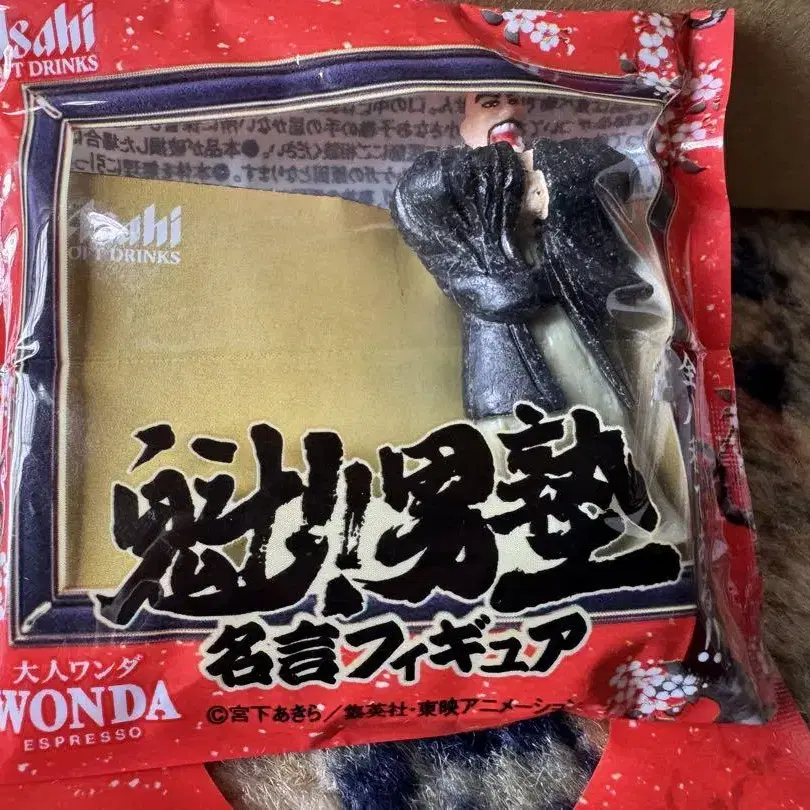 Asahi
SOFT DRINKS
Asahi
SOFT DRINKS
魁!!男塾
名言フィギュア
大人ワンダ
WONDA
ESPRESSO
©宮下あきら/集英社・東映アニメーション